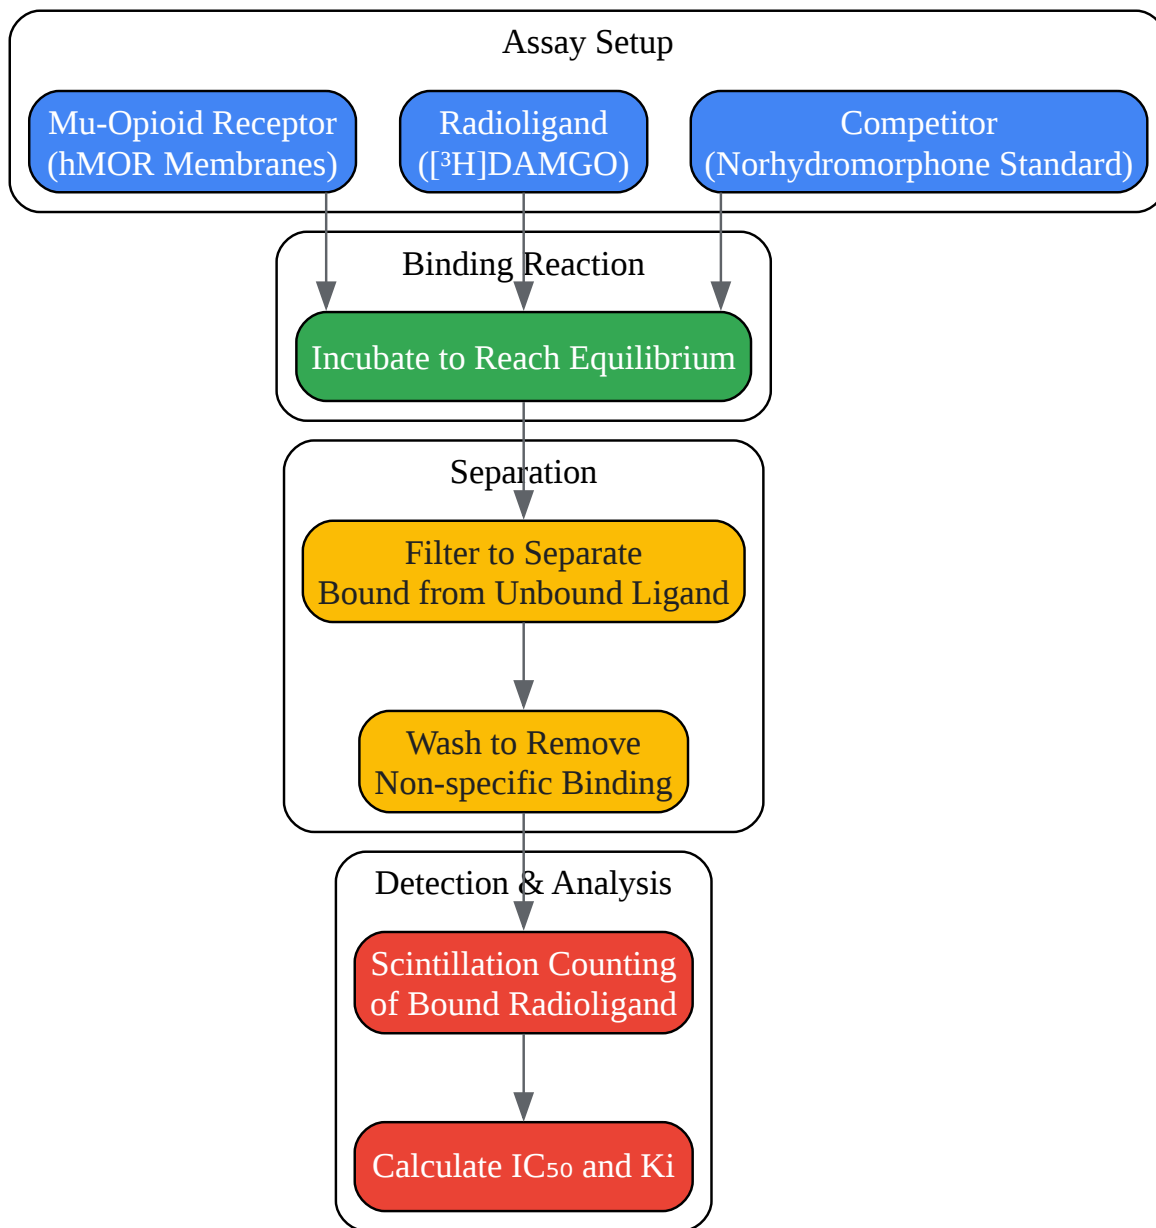 Assay Setup
Mu-Opioid Receptor
(hMOR Membranes)
Radioligand
([³H]DAMGO)
Competitor
(Norhydromorphone Standard)
Binding Reaction
Incubate to Reach Equilibrium
Separation
Filter to Separate
Bound from Unbound Ligand
Wash to Remove
Non-specific Binding
Detection & Analysis
Scintillation Counting
of Bound Radioligand
Calculate IC₅₀ and Ki